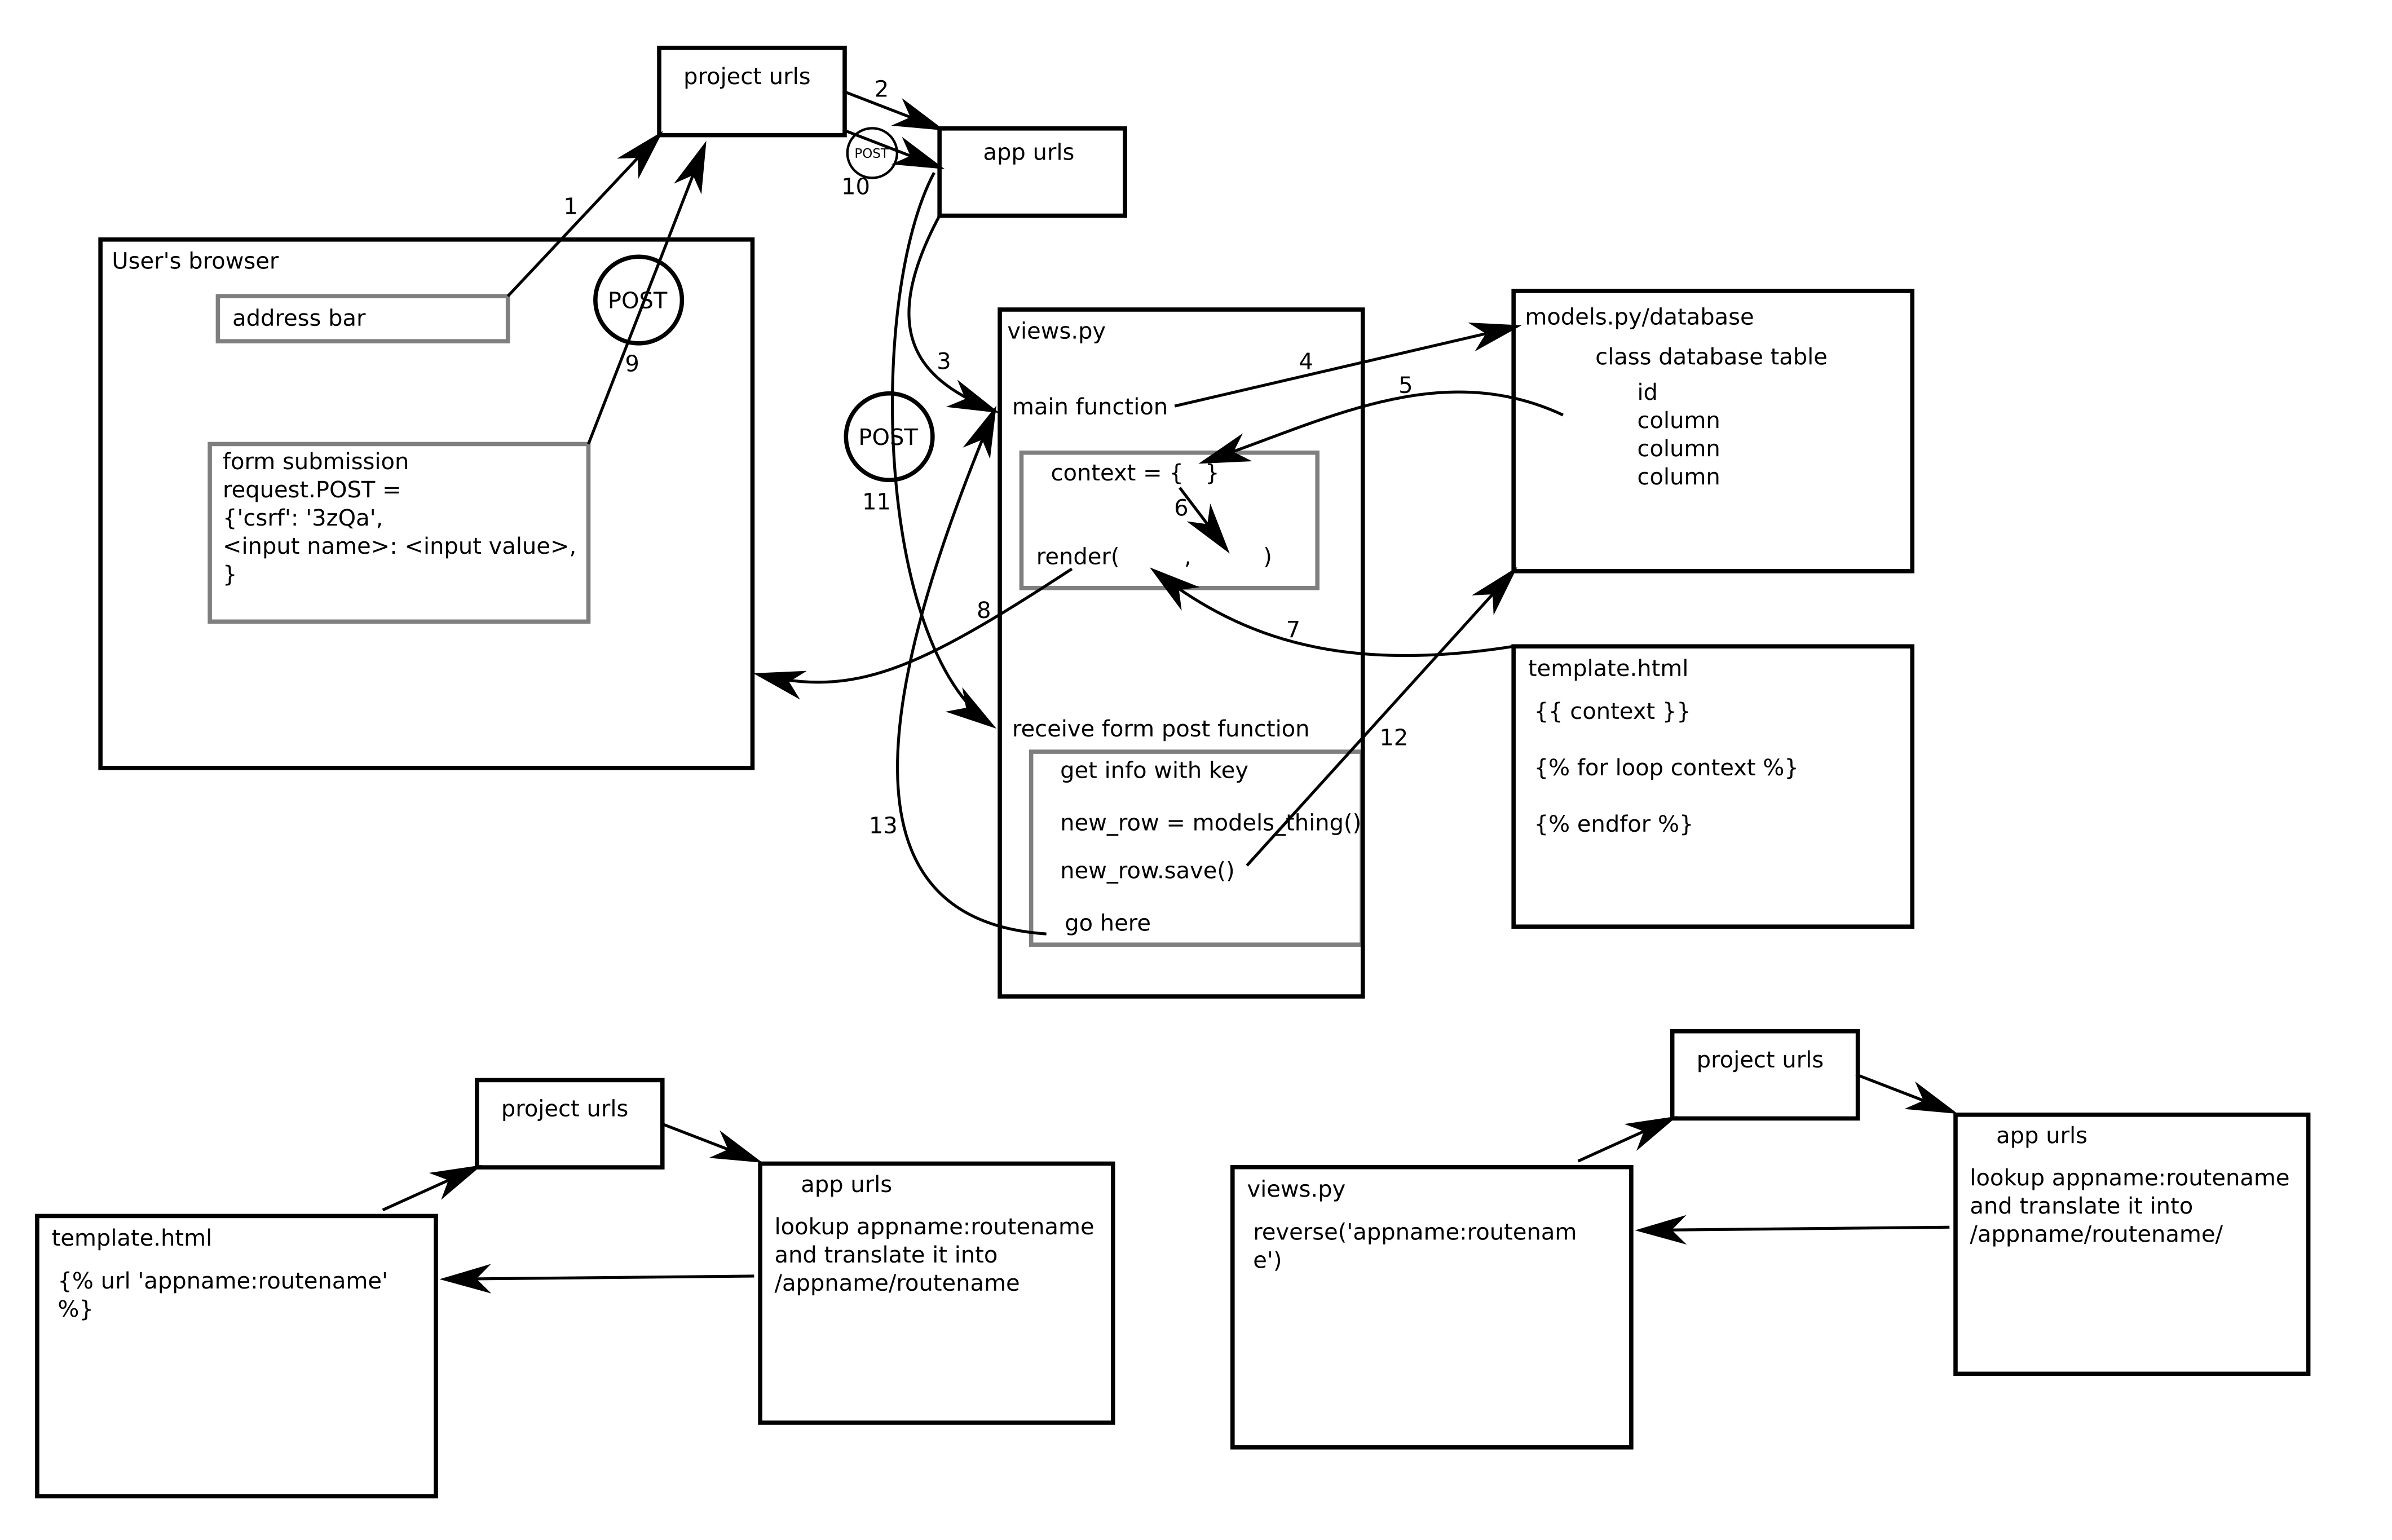 project urls
2
app urls
POST
10
1
User's browser
address bar
POST
9
form submission
request.POST =
{'csrf': '3zQa',
<input name>: <input value>,
}
3
POST
11
8
13
views.py
main function
4
5
context = { }
6
render( , )
7
receive form post function
get info with key
new_row = models_thing()
new_row.save()
go here
12
models.py/database
class database table
id
column
column
column
template.html
{{ context }}
{% for loop context %}
{% endfor %}
project urls
app urls
lookup appname:routename
and translate it into
/appname/routename
template.html
{% url 'appname:routename'
%}
project urls
app urls
lookup appname:routename
and translate it into
/appname/routename/
views.py
reverse('appname:routenam
e')